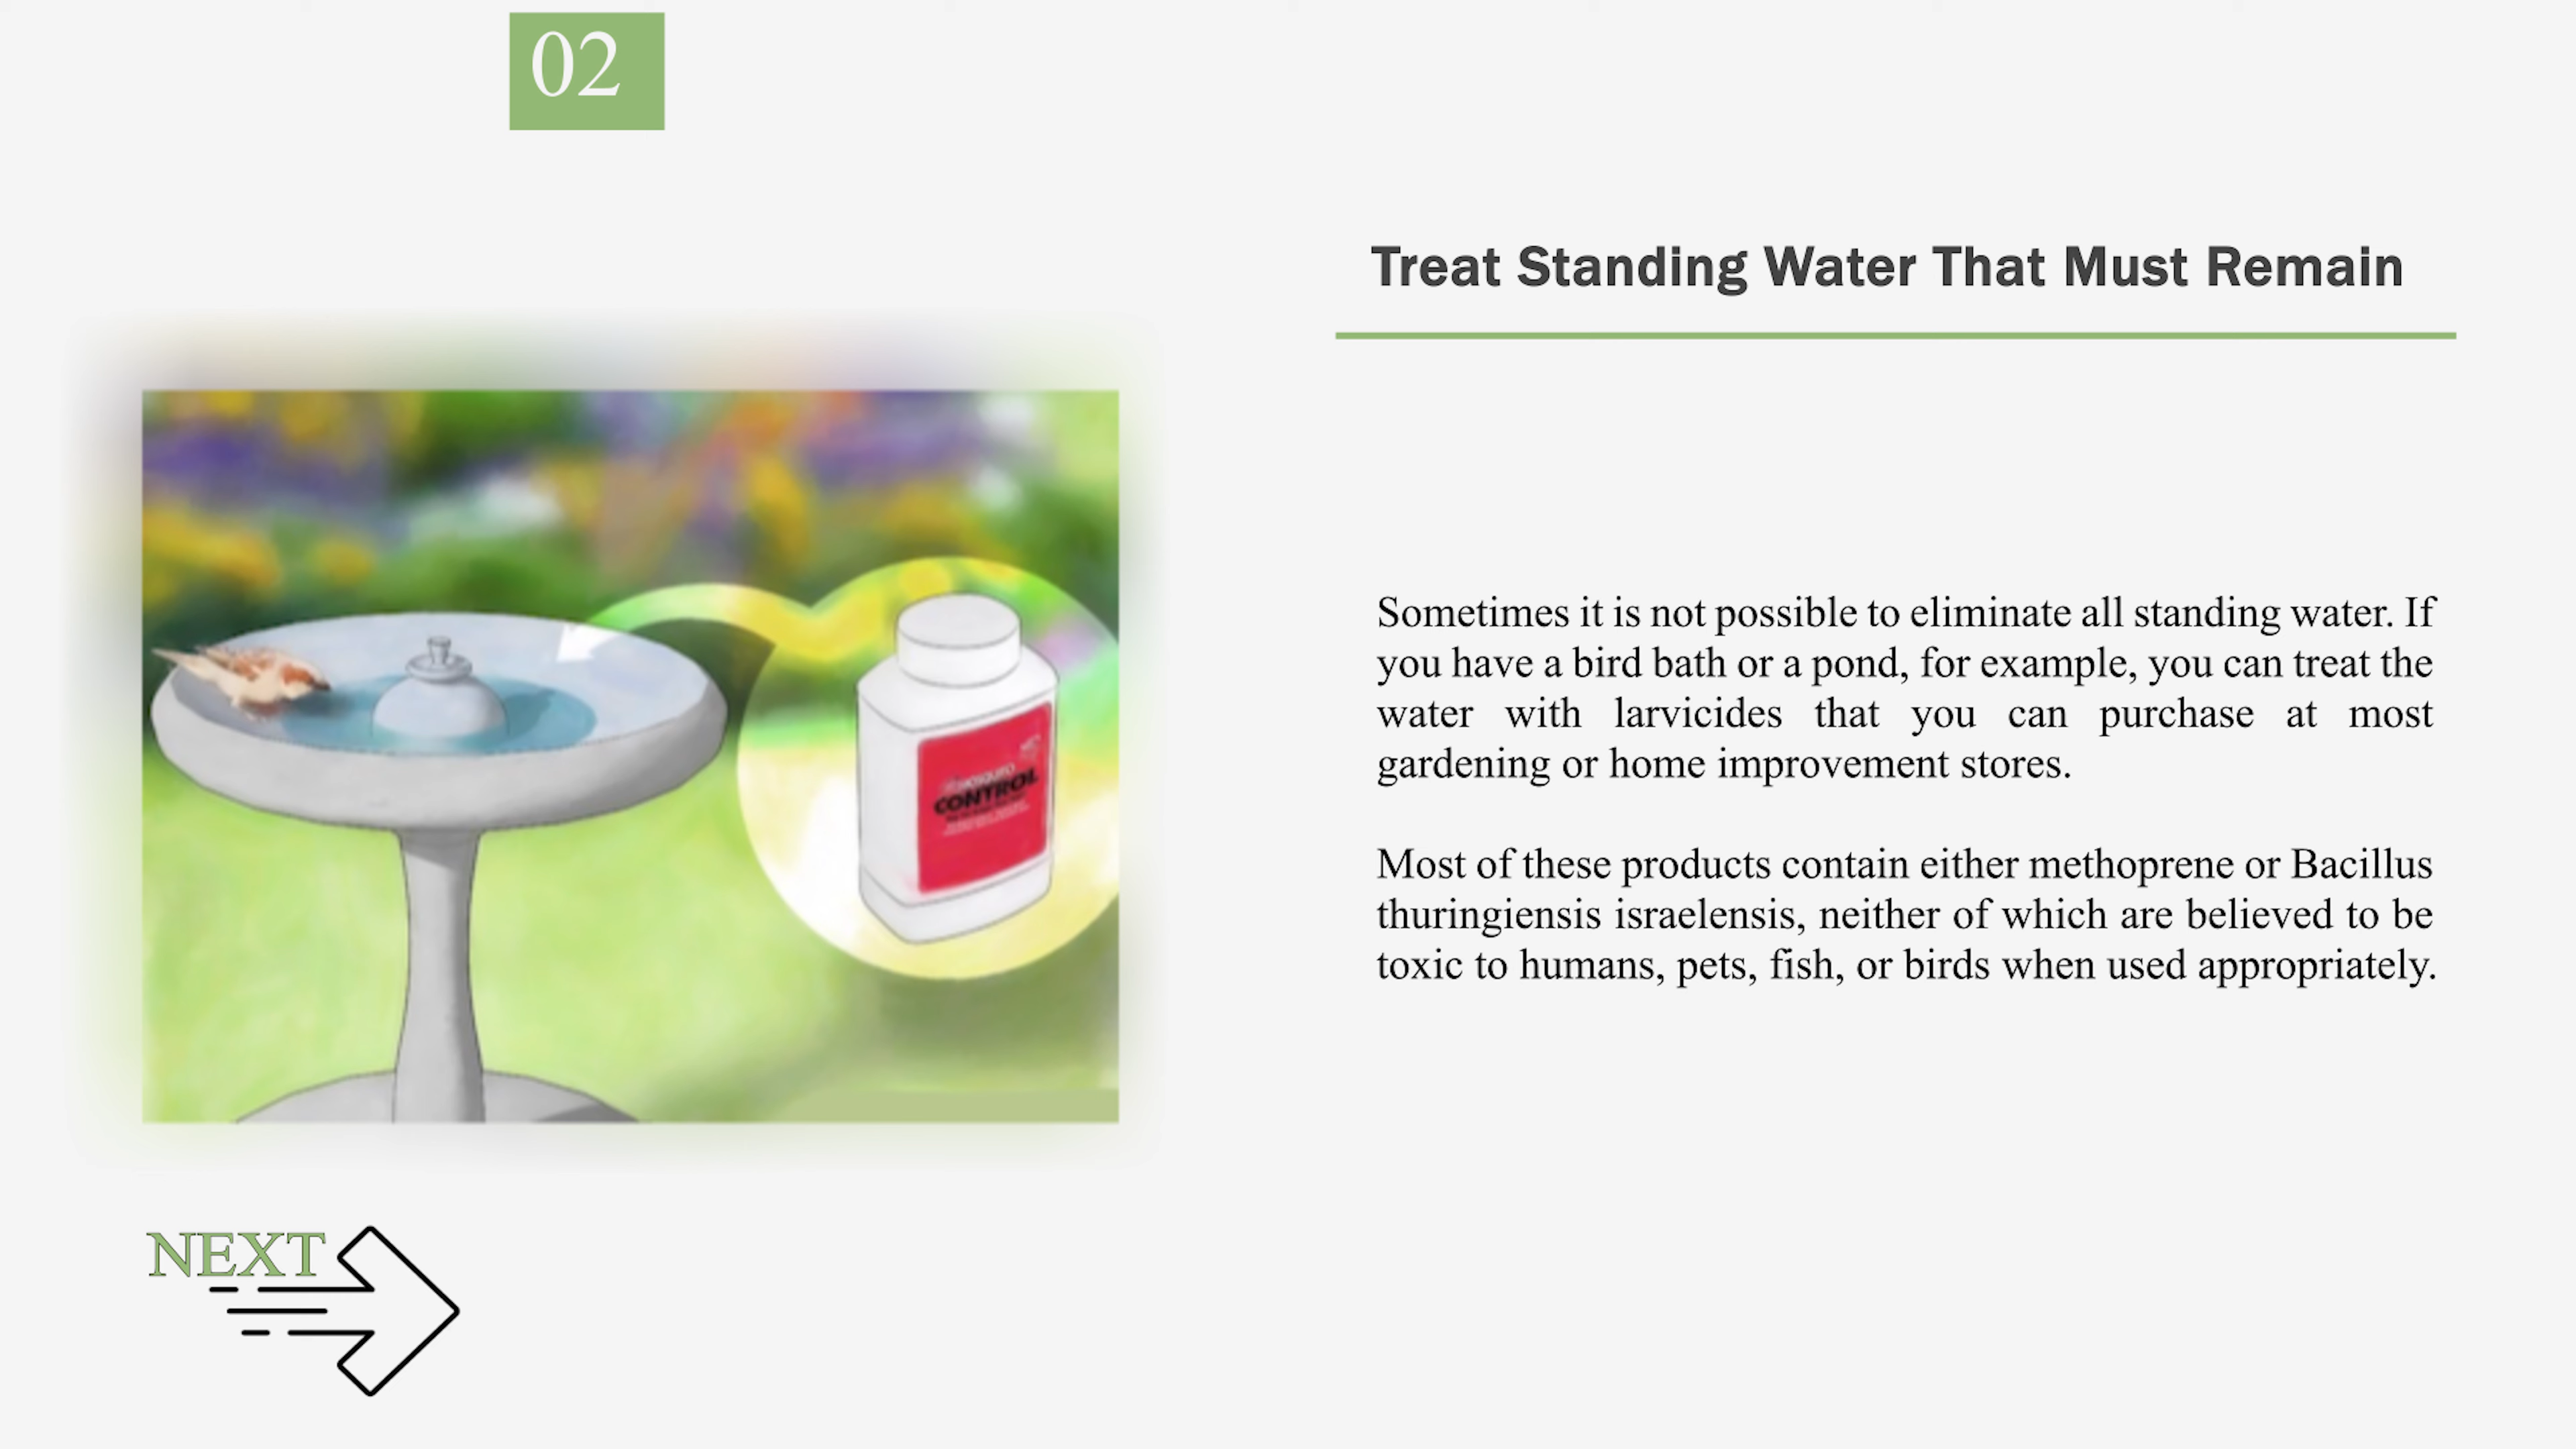 02
Treat Standing Water That Must Remain
Sometimes it is not possible to eliminate all standing water. If
you have a bird bath or a pond, for example, you can treat the
water with larvicides that you can purchase at most
gardening or home improvement stores.
Most of these products contain either methoprene or Bacillus
thuringiensis israelensis, neither of which are believed to be
toxic to humans, pets, fish, or birds when used appropriately.
CONTROL
NEXT